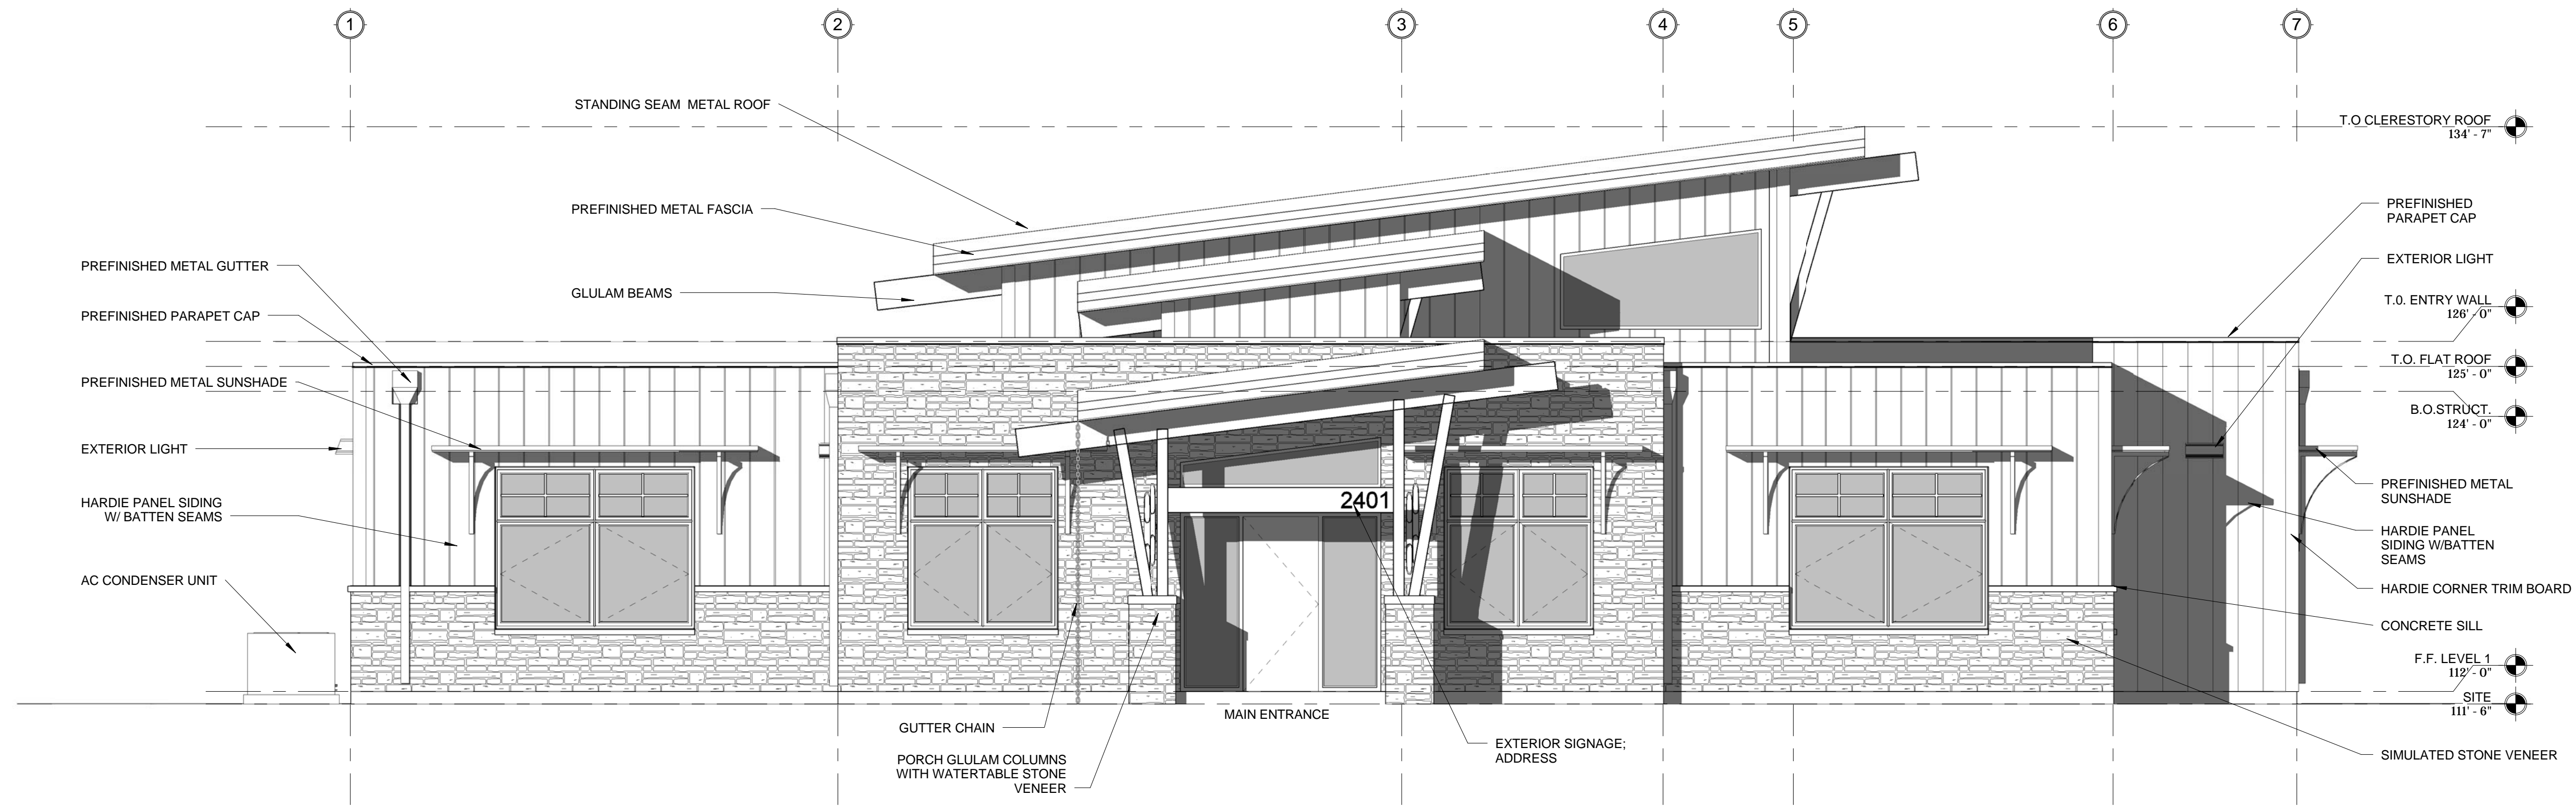 1
2
3
4
5
6
7
STANDING SEAM METAL ROOF
PREFINISHED METAL FASCIA
PREFINISHED METAL GUTTER
GLULAM BEAMS
PREFINISHED PARAPET CAP
PREFINISHED METAL SUNSHADE
EXTERIOR LIGHT
HARDIE PANEL SIDING
W/ BATTEN SEAMS
AC CONDENSER UNIT
2401
MAIN ENTRANCE
GUTTER CHAIN
PORCH GLULAM COLUMNS
WITH WATERTABLE STONE
VENEER
EXTERIOR SIGNAGE;
ADDRESS
T.O CLERESTORY ROOF
134' - 7"
PREFINISHED
PARAPET CAP
EXTERIOR LIGHT
T.0. ENTRY WALL
126' - 0"
T.O. FLAT ROOF
125' - 0"
B.O.STRUCT.
124' - 0"
PREFINISHED METAL
SUNSHADE
HARDIE PANEL
SIDING W/BATTEN
SEAMS
HARDIE CORNER TRIM BOARD
CONCRETE SILL
F.F. LEVEL 1
112' - 0"
SITE
111' - 6"
SIMULATED STONE VENEER